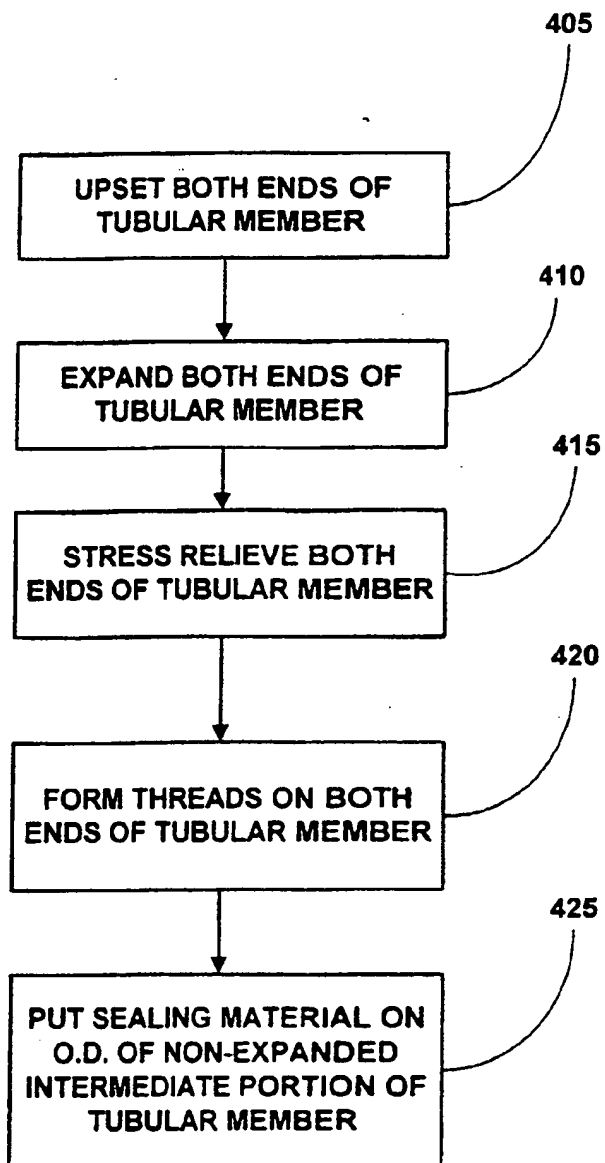 405
UPSET BOTH ENDS OF
TUBULAR MEMBER
410
EXPAND BOTH ENDS OF
TUBULAR MEMBER
415
STRESS RELIEVE BOTH
ENDS OF TUBULAR MEMBER
420
FORM THREADS ON BOTH
ENDS OF TUBULAR MEMBER
425
PUT SEALING MATERIAL ON
O.D. OF NON-EXPANDED
INTERMEDIATE PORTION OF
TUBULAR MEMBER